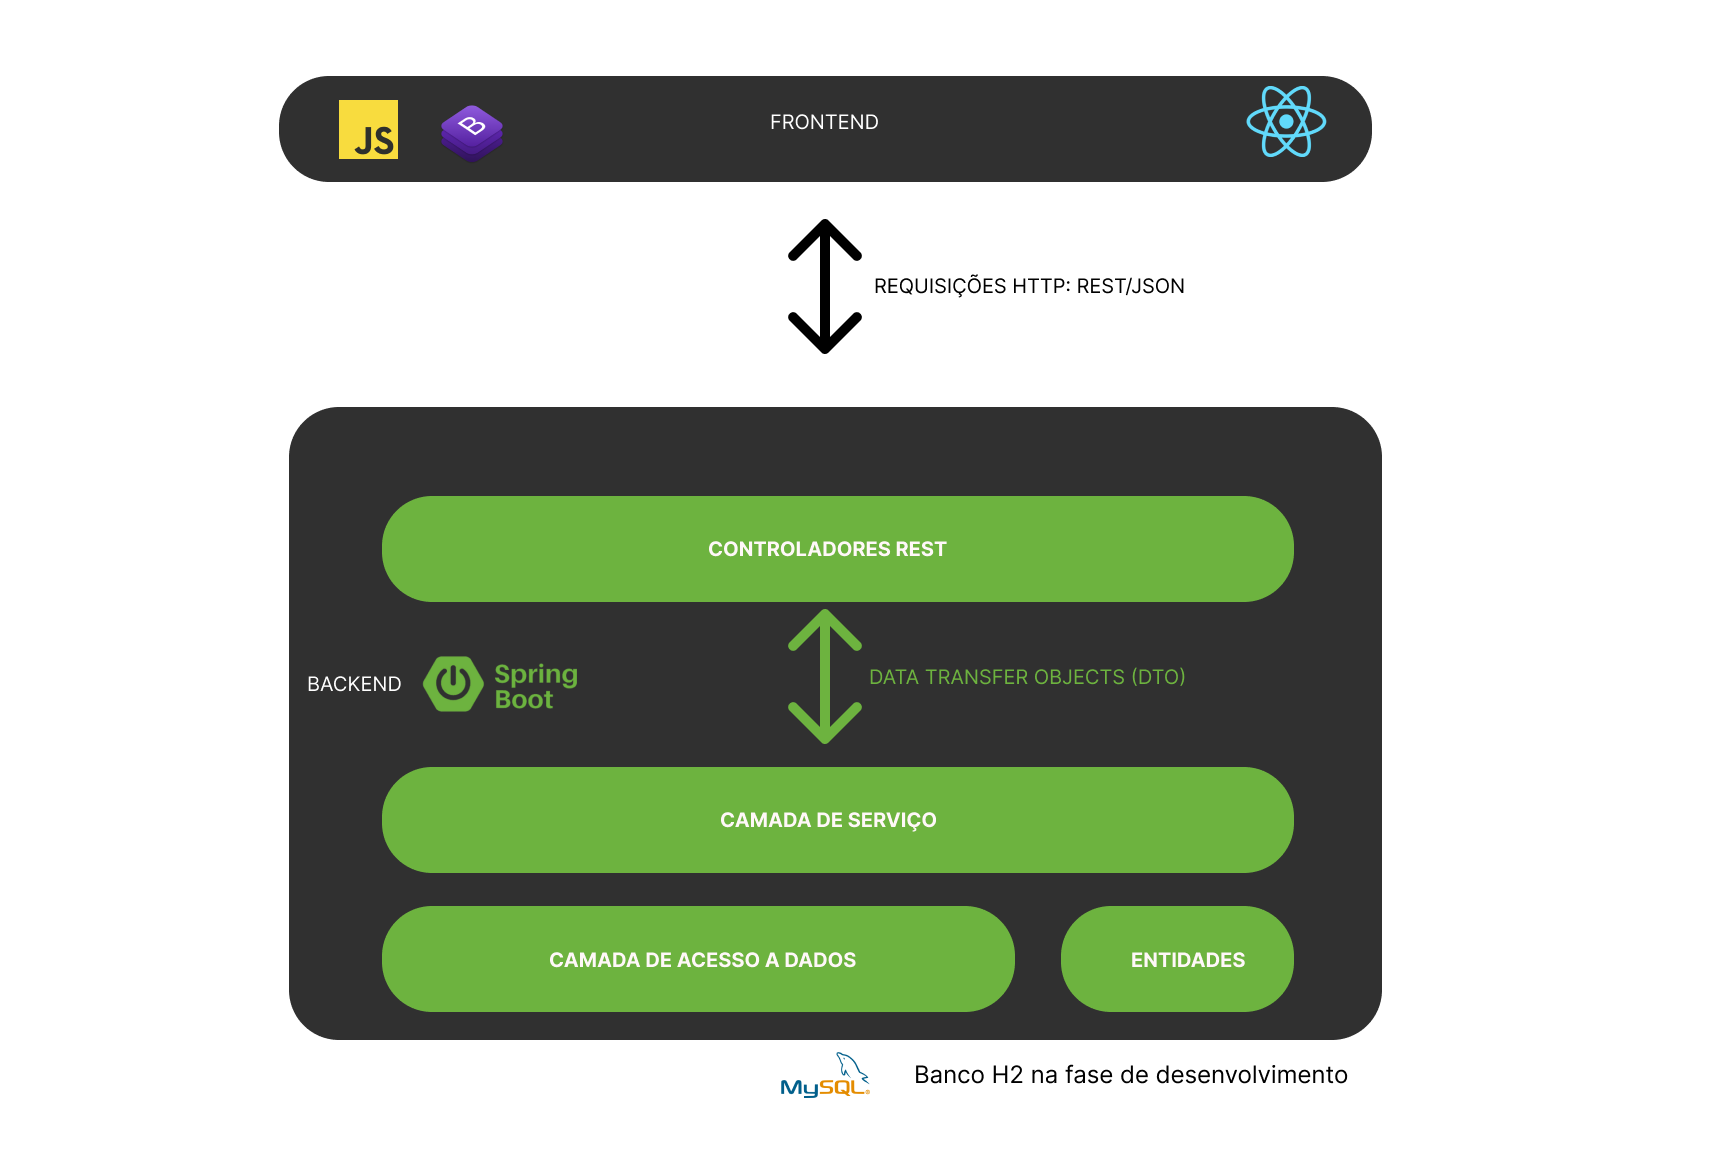 JS
B
FRONTEND
REQUISIÇÕES HTTP: REST/JSON
CONTROLADORES REST
BACKEND
Spring
Boot
DATA TRANSFER OBJECTS (DTO)
CAMADA DE SERVIÇO
CAMADA DE ACESSO A DADOS
ENTIDADES
MySQL®
Banco H2 na fase de desenvolvimento